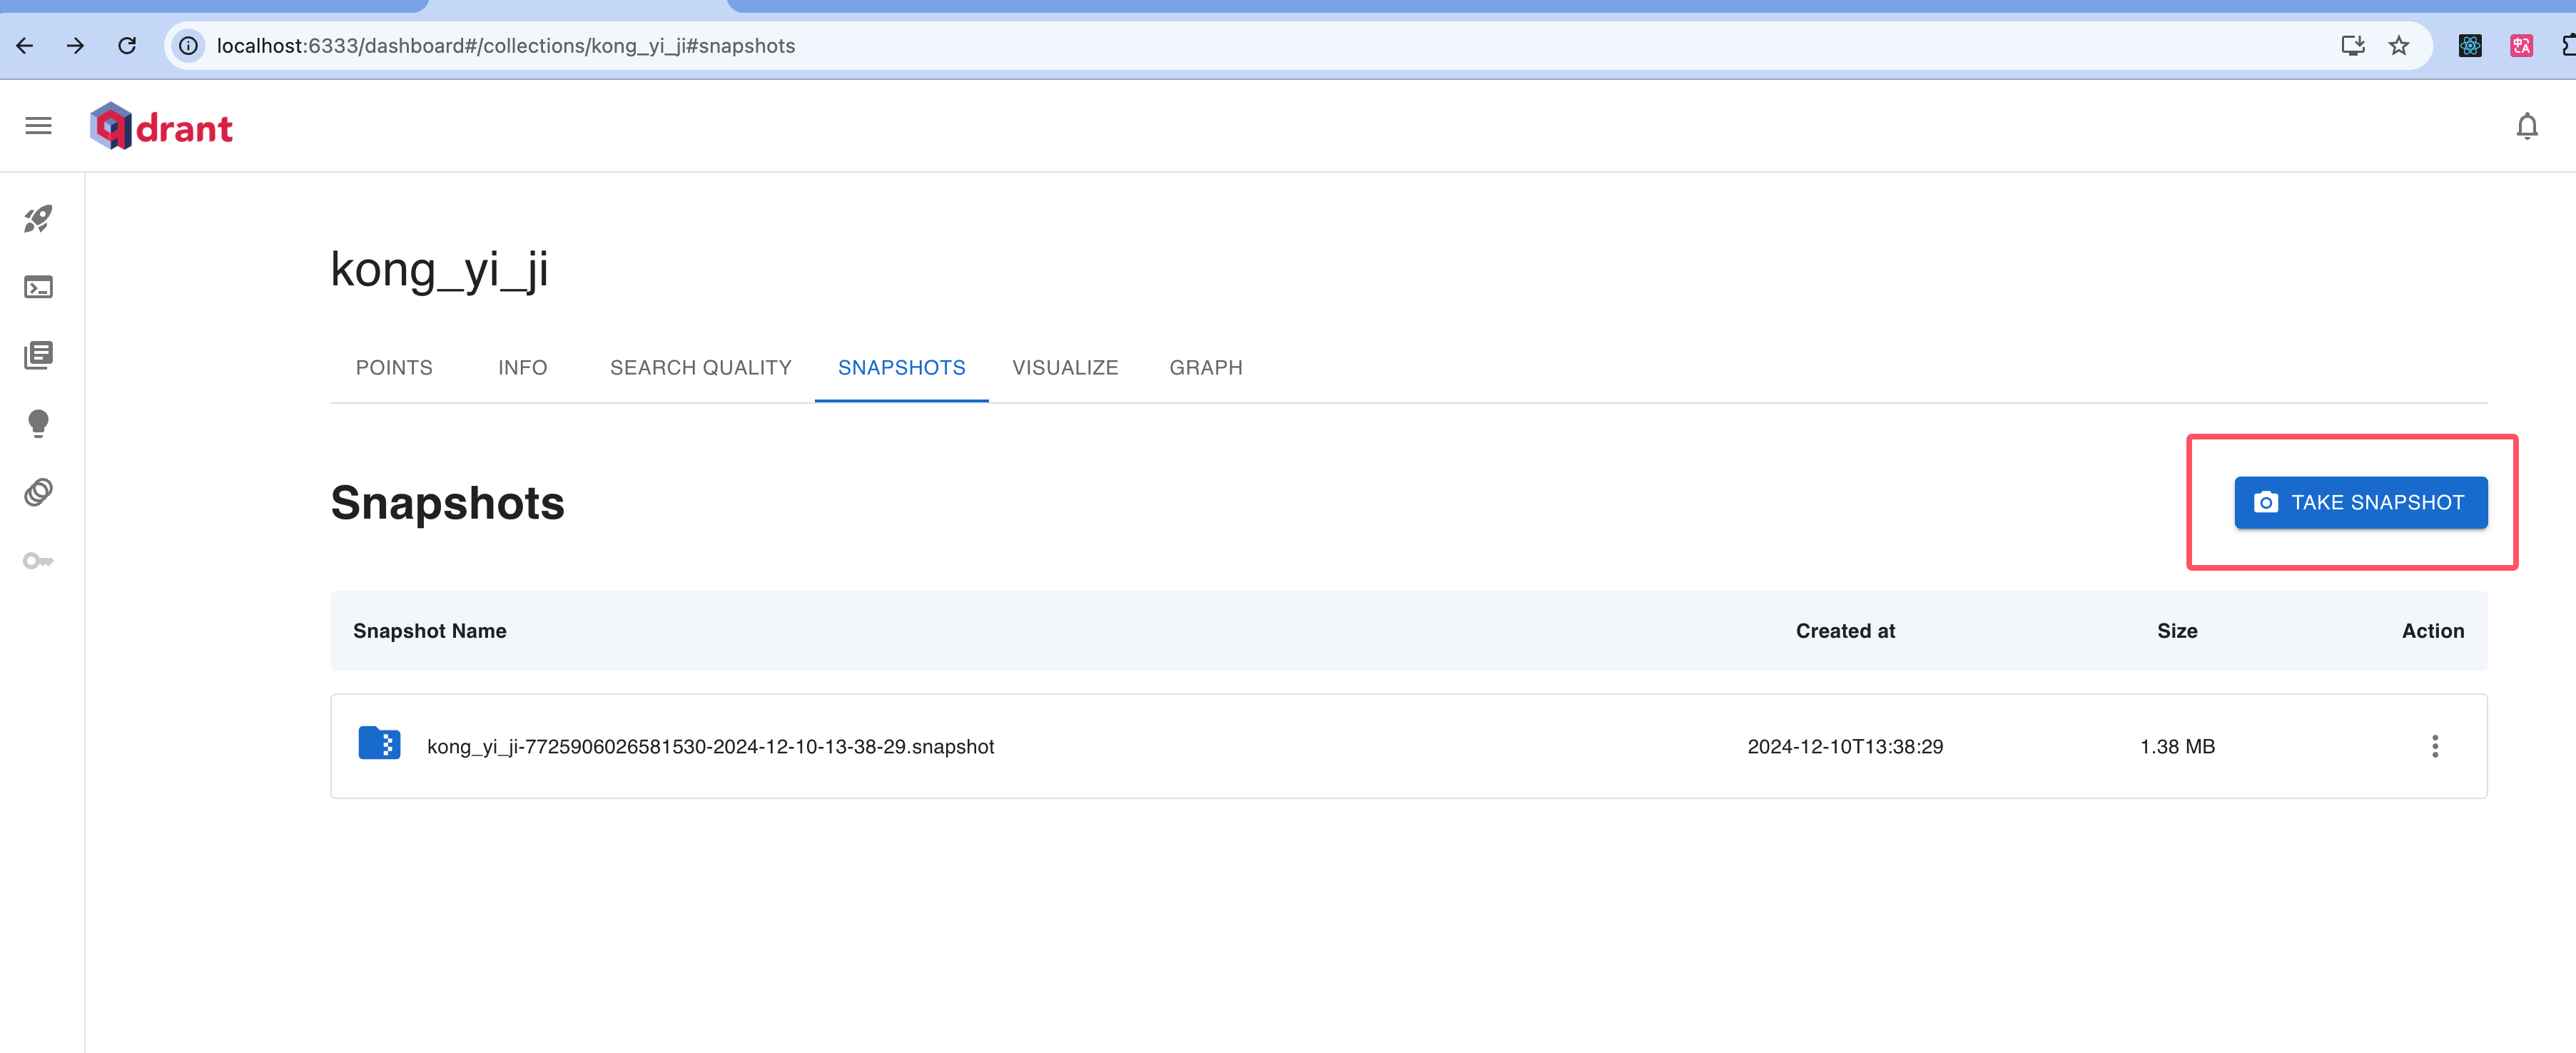 localhost:6333/dashboard#/collections/kong_yi_ji#snapshots
qdrant
kong_yi_ji
POINTS INFO SEARCH QUALITY SNAPSHOTS VISUALIZE GRAPH
Snapshots
TAKE SNAPSHOT
Snapshot Name Created at Size Action
kong_yi_ji-7725906026581530-2024-12-10-13-38-29.snapshot 2024-12-10T13:38:29 1.38 MB